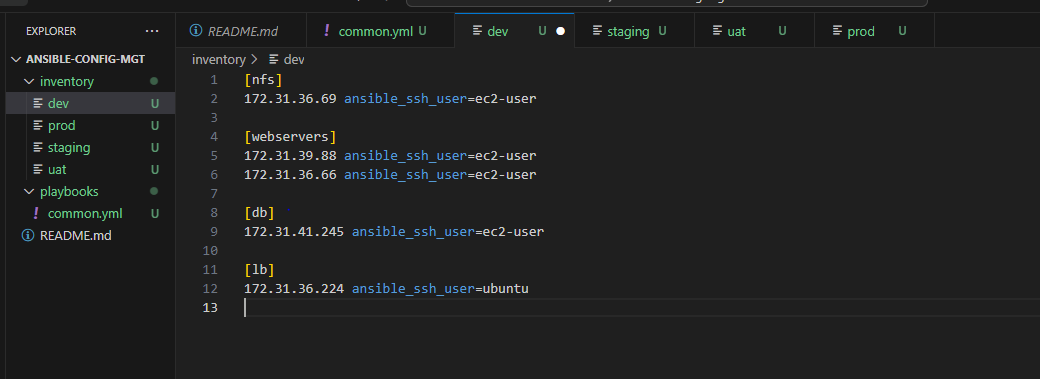 EXPLORER
ANSIBLE-CONFIG-MGT
inventory
dev U
prod U
staging U
uat U
playbooks
! common.yml U
README.md
README.md
! common.yml U
dev U
staging U
uat U
prod U
inventory > dev
1 [nfs]
2 172.31.36.69 ansible_ssh_user=ec2-user
3
4 [webservers]
5 172.31.39.88 ansible_ssh_user=ec2-user
6 172.31.36.66 ansible_ssh_user=ec2-user
7
8 [db]
9 172.31.41.245 ansible_ssh_user=ec2-user
10
11 [lb]
12 172.31.36.224 ansible_ssh_user=ubuntu
13